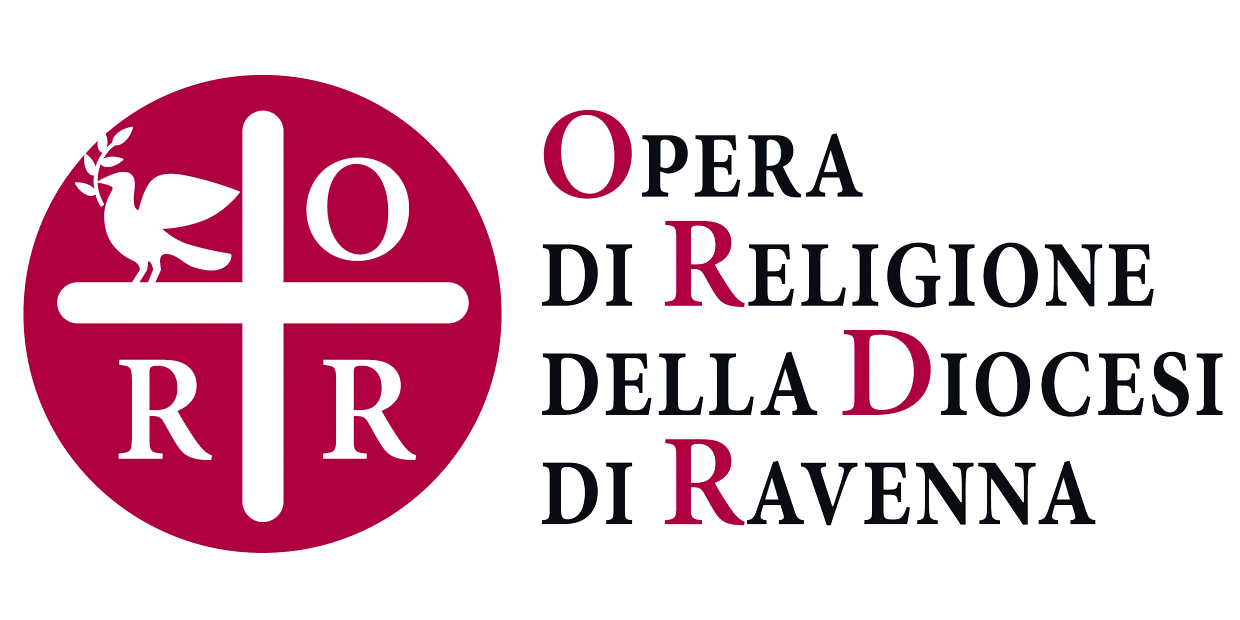 O
R R
OPERA
DI RELIGIONE
DELLA DIOCESI
DI RAVENNA